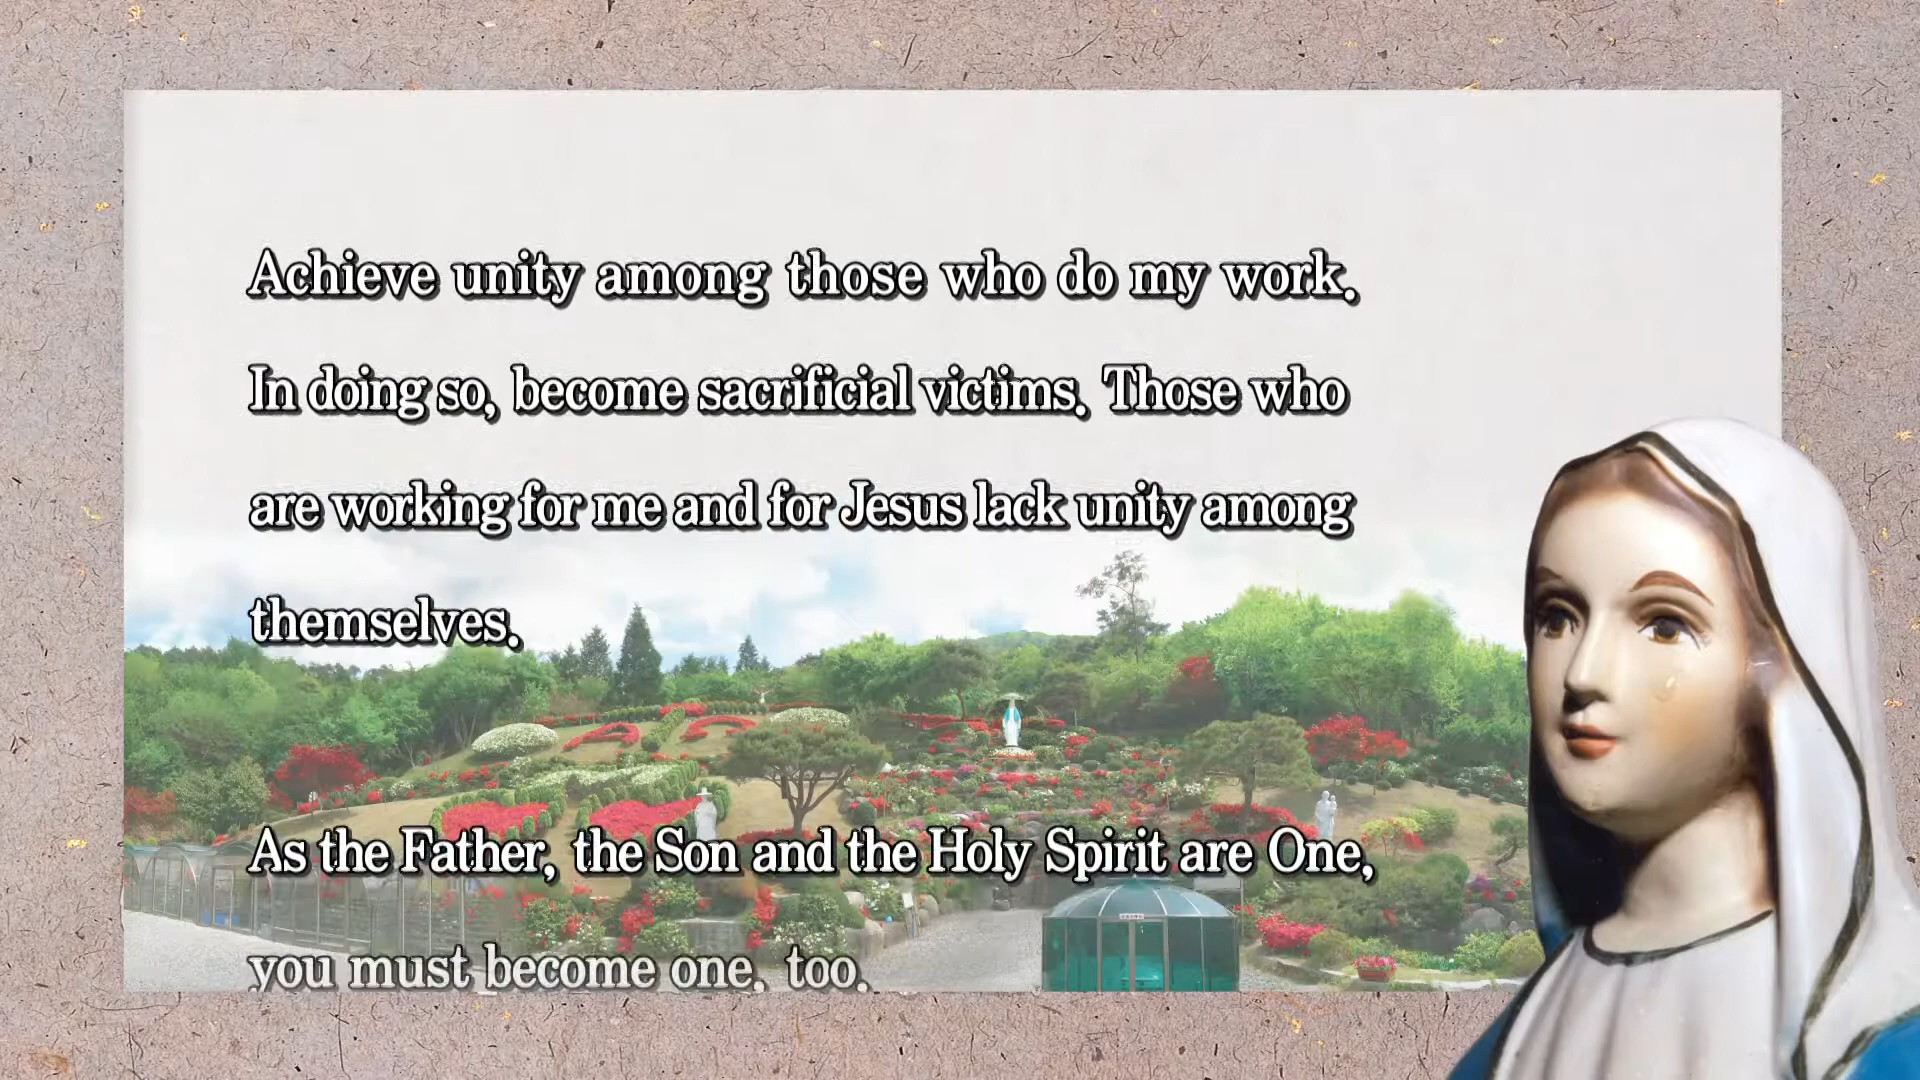 Achieve unity among those who do my work.
In doing so, become sacrificial victims. Those who
are working for me and for Jesus lack unity among
themselves.
As the Father, the Son and the Holy Spirit are One,
you must become one, too.